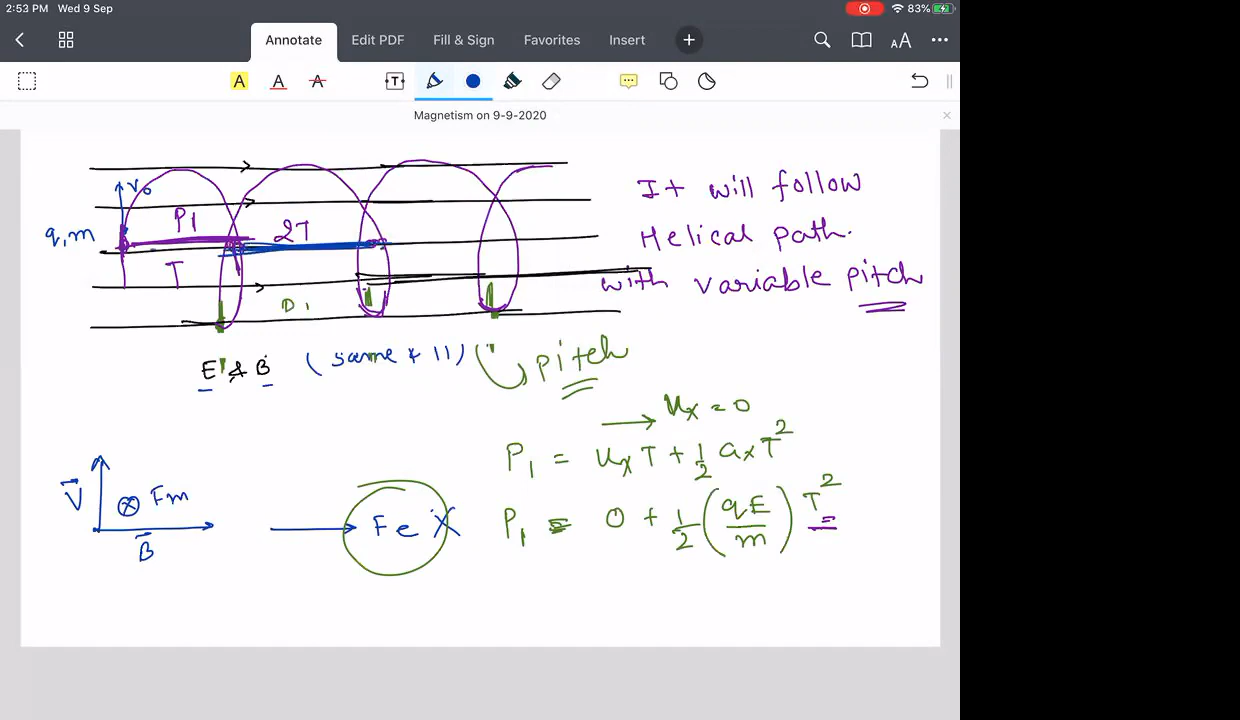 2:53 PM Wed 9 Sep
83%
Annotate Edit PDF Fill & Sign Favorites Insert
A A A T AA
Magnetism on 9-9-2020
v₀
q,m
P1
T
2T
It will follow
Helical path.
with variable pitch
E & B (same & 11)
pitch
uₓ = 0
P₁ = uₓT + 1/2 aₓT²
P₁ = 0 + 1/2 (qE/m) T²
V
⊗ Fm
B
Fe X